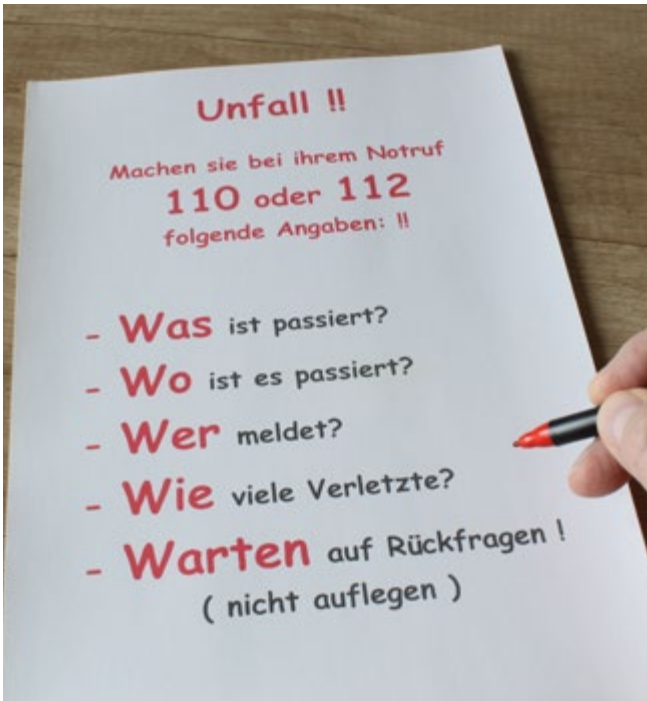 Unfall !!
Machen sie bei ihrem Notruf
110 oder 112
folgende Angaben: !!
- Was ist passiert?
- Wo ist es passiert?
- Wer meldet?
- Wie viele Verletzte?
- Warten auf Rückfragen !
( nicht auflegen )